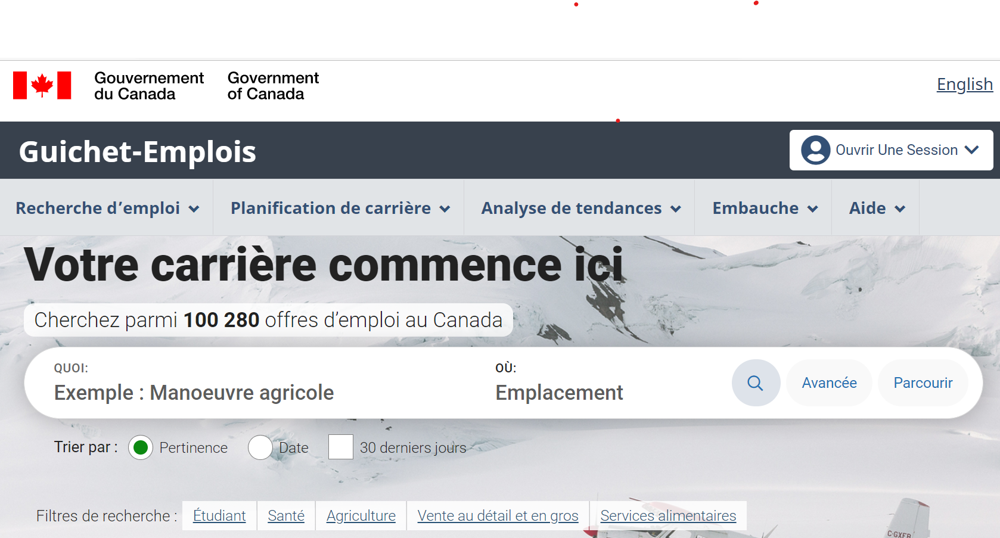 Gouvernement
du Canada
Government
of Canada
English
Guichet-Emplois
Ouvrir Une Session
Recherche d’emploi
Planification de carrière
Analyse de tendances
Embauche
Aide
Votre carrière commence ici
Cherchez parmi 100 280 offres d’emploi au Canada
QUOI:
Exemple : Manoeuvre agricole
OÙ:
Emplacement
Avancée
Parcourir
Trier par :
Pertinence
Date
30 derniers jours
Filtres de recherche :
Étudiant
Santé
Agriculture
Vente au détail et en gros
Services alimentaires